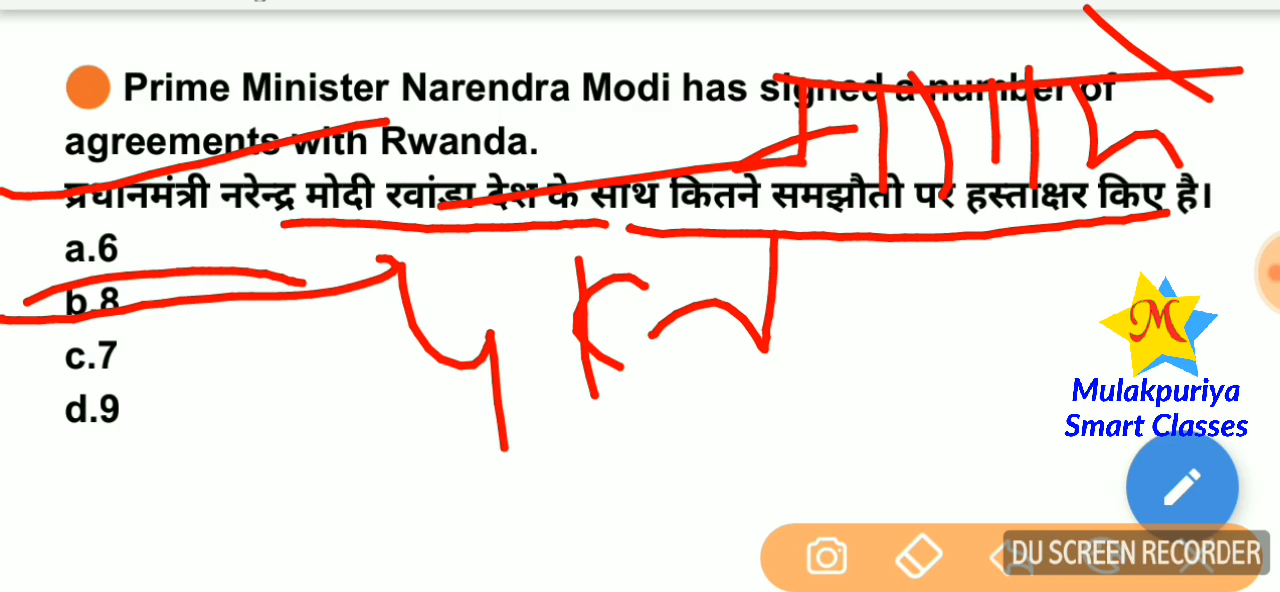 Prime Minister Narendra Modi has signed a number of
agreements with Rwanda.
प्रधानमंत्री नरेन्द्र मोदी रवांडा देश के साथ कितने समझौतो पर हस्ताक्षर किए है।
a.6
b.8
c.7
d.9
M
Mulakpuriya
Smart Classes
DU SCREEN RECORDER